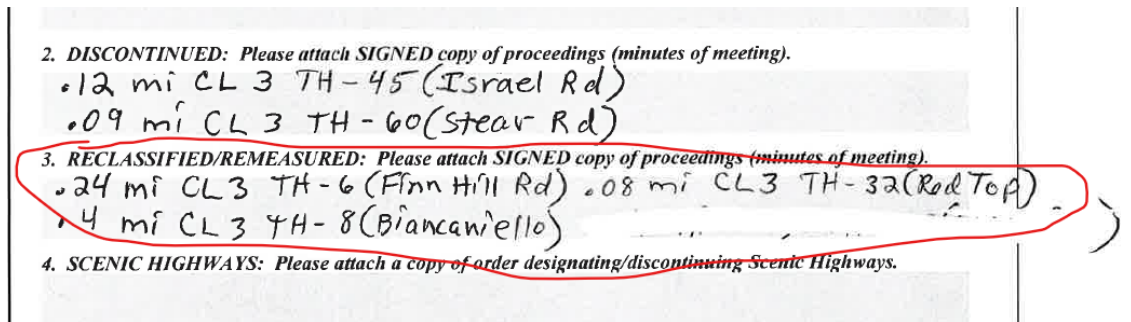 2. DISCONTINUED: Please attach SIGNED copy of proceedings (minutes of meeting).
.12 mi CL 3 TH-45 (Israel Rd)
.09 mi CL 3 TH-60 (Stear Rd)
3. RECLASSIFIED/REMEASURED: Please attach SIGNED copy of proceedings (minutes of meeting).
.24 mi CL3 TH-6 (Finn Hill Rd) .08 mi CL3 TH-32 (Red Top)
.4 mi CL 3 TH-8 (Biancaniello)
4. SCENIC HIGHWAYS: Please attach a copy of order designating/discontinuing Scenic Highways.